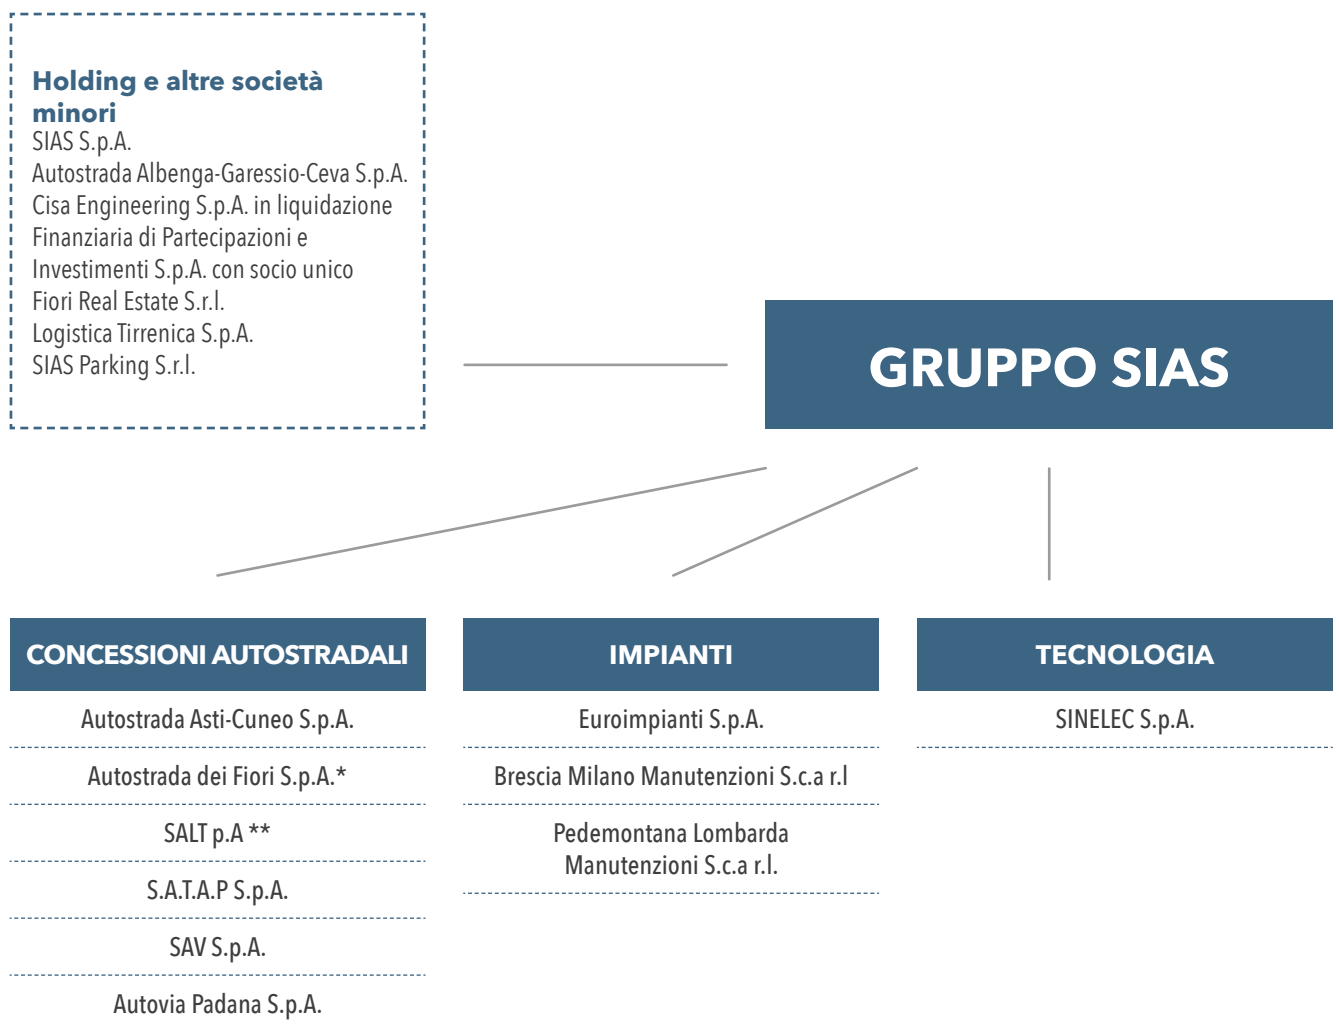 Holding e altre società
minori
SIAS S.p.A.
Autostrada Albenga-Garessio-Ceva S.p.A.
Cisa Engineering S.p.A. in liquidazione
Finanziaria di Partecipazioni e
Investimenti S.p.A. con socio unico
Fiori Real Estate S.r.l.
Logistica Tirrenica S.p.A.
SIAS Parking S.r.l.
GRUPPO SIAS
CONCESSIONI AUTOSTRADALI
Autostrada Asti-Cuneo S.p.A.
Autostrada dei Fiori S.p.A.*
SALT p.A **
S.A.T.A.P S.p.A.
SAV S.p.A.
Autovia Padana S.p.A.
IMPIANTI
Euroimpianti S.p.A.
Brescia Milano Manutenzioni S.c.a r.l
Pedemontana Lombarda
Manutenzioni S.c.a r.l.
TECNOLOGIA
SINELEC S.p.A.